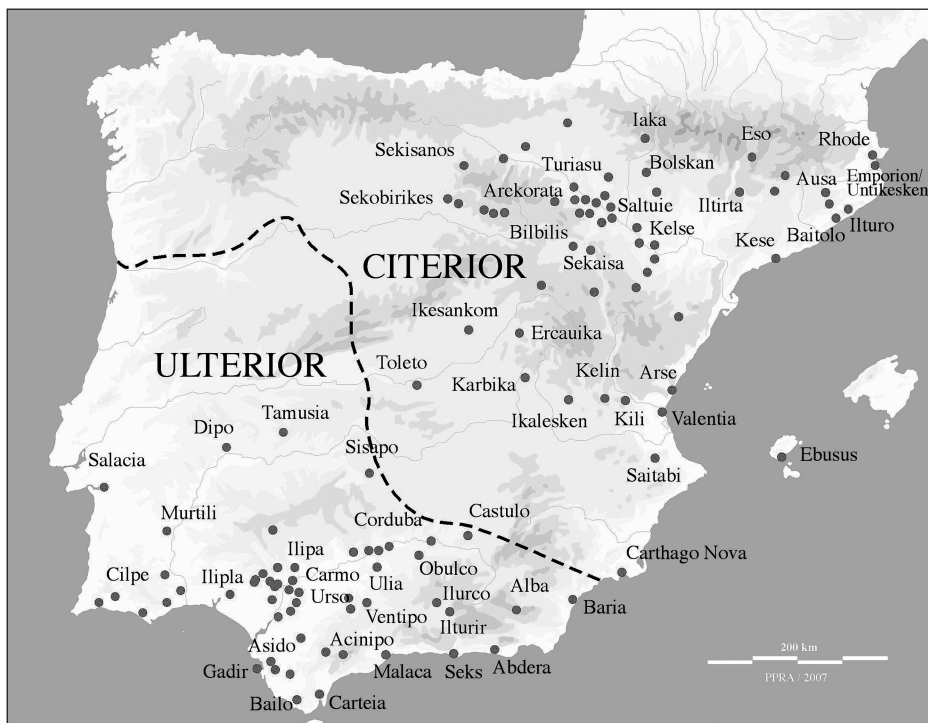 Iaka
Eso
Rhode
Sekisanos
Turiasu
Bolskan
Emporion/
Untikesken
Ausa
Sekobirikes
Arekorata
Saltuie
Iltirta
Bilbilis
Kelse
Kese
Baitolo
Ilturo
Sekaisa
CITERIOR
Ikesankom
Ercauika
ULTERIOR
Toleto
Karbika
Kelin
Arse
Tamusia
Ikalesken
Kili
Valentia
Dipo
Sisapo
Salacia
Saitabi
Ebusus
Murtili
Corduba
Castulo
Ilipa
Carthago Nova
Cilpe
Ilipla
Carmo
Ulia
Obulco
Alba
Urso
Ilurco
Baria
Ventipo
Ilturir
Asido
Acinipo
Gadir
Malaca
Seks
Abdera
200 km
Bailo
Carteia
PPRA / 2007